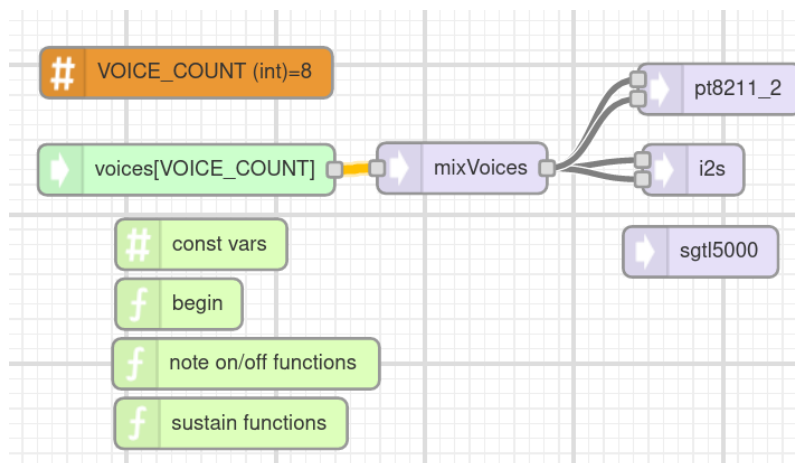 VOICE_COUNT (int)=8
pt8211_2
voices[VOICE_COUNT]
mixVoices
i2s
const vars
sgtl5000
begin
note on/off functions
sustain functions